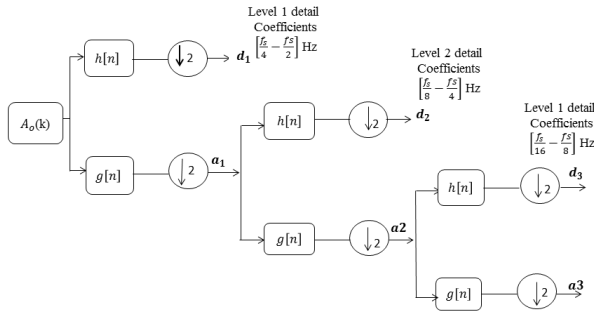 Level 1 detail
Coefficients
[fₛ/4 − fs/2] Hz
h[n]
↓ 2
d₁
Level 2 detail
Coefficients
[fₛ/8 − fs/4] Hz
Aₒ(k)
h[n]
↓2
d₂
Level 1 detail
Coefficients
[fₛ/16 − fs/8] Hz
g[n]
↓2
a₁
h[n]
↓2
d₃
g[n]
↓2
a2
g[n]
↓2
a3